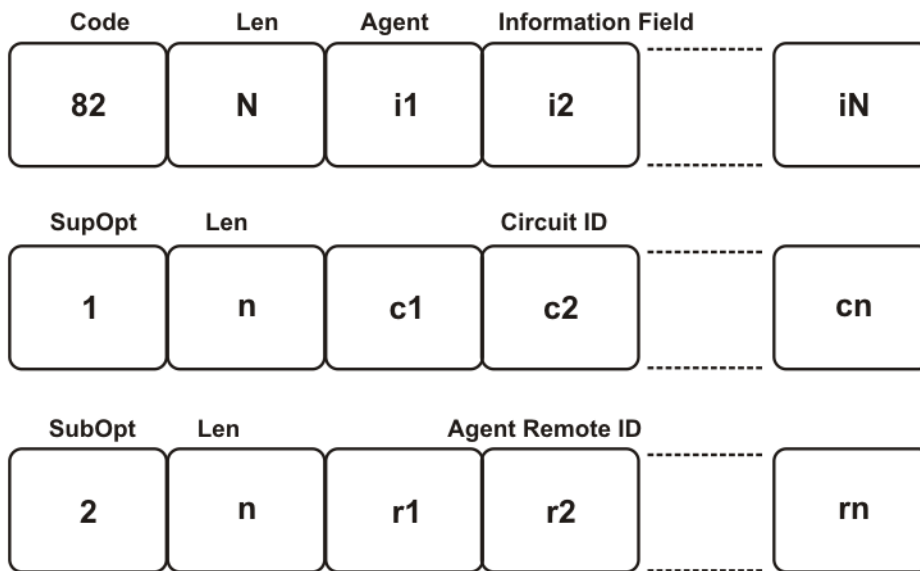 Code Len Agent Information Field
82 N i1 i2 iN
SupOpt Len Circuit ID
1 n c1 c2 cn
SubOpt Len Agent Remote ID
2 n r1 r2 rn